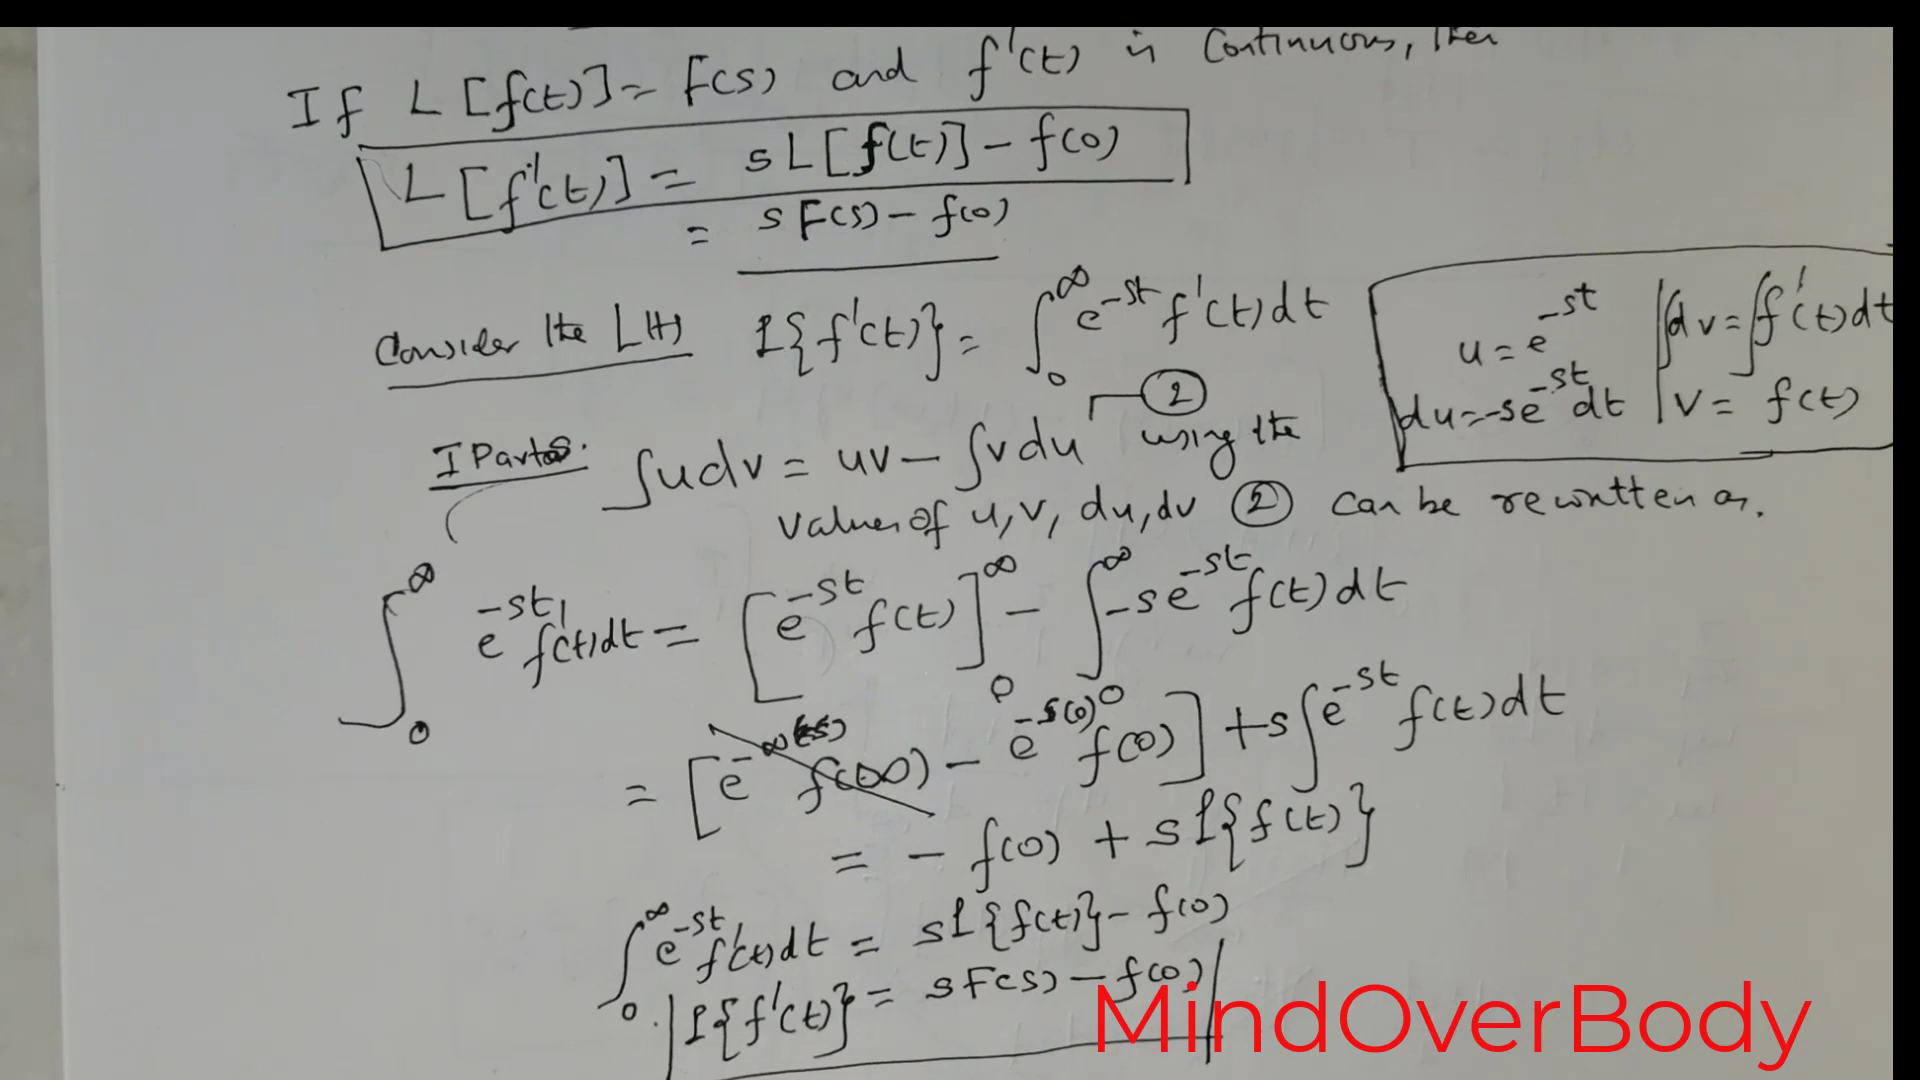 If L[f(t)] = F(s) and f'(t) is Continuous, then
L[f'(t)] = sL[f(t)] - f(0)
= sF(s) - f(0)
Consider the L{f'(t)} = ∫₀^∞ e^{-st} f'(t) dt
②
u = e^{-st} | ∫dv = ∫f'(t)dt
du = -se^{-st}dt | v = f(t)
I Parts. ∫udv = uv - ∫vdu using the
values of u, v, du, dv ② can be rewritten as.
∫₀^∞ e^{-st} f'(t)dt = [e^{-st} f(t)]₀^∞ - ∫₀^∞ -se^{-st} f(t)dt
= [e^{-∞(s)} f(∞) - e^{-s(0)} f(0)] + s∫e^{-st} f(t)dt
= - f(0) + sL{f(t)}
∫₀^∞ e^{-st} f'(t)dt = sL{f(t)} - f(0)
L{f'(t)} = sF(s) - f(0)
MindOverBody